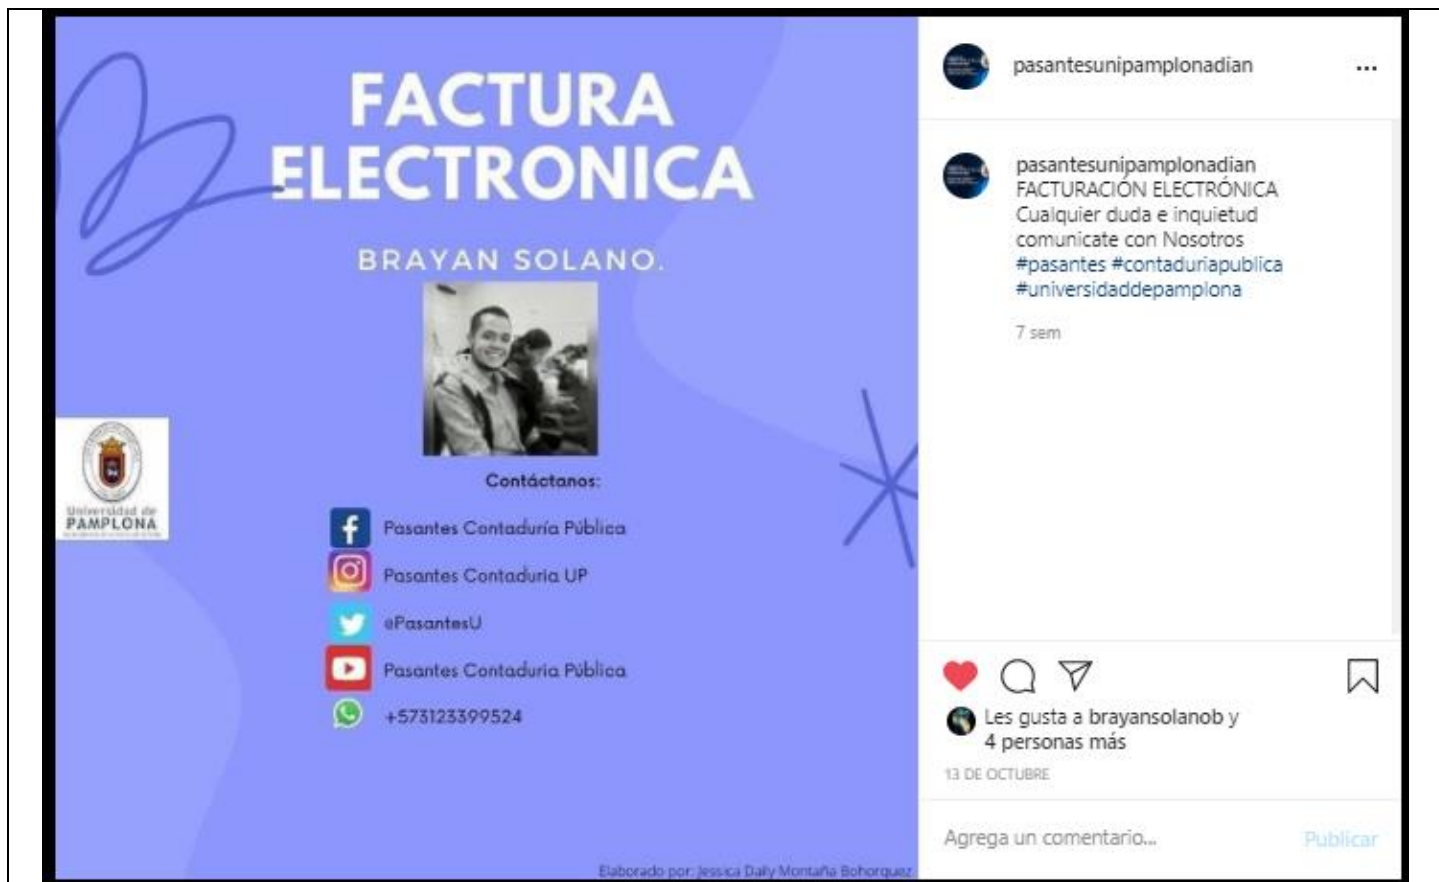 FACTURA
ELECTRONICA
BRAYAN SOLANO.
Universidad de
PAMPLONA
Contáctanos:
Pasantes Contaduría Pública
Pasantes Contaduria UP
@PasantesU
Pasantes Contaduria Pública
+573123399524
Elaborado por: Jessica Daily Montaña Bohorquez
pasantesunipamplonadian
pasantesunipamplonadian
FACTURACIÓN ELECTRÓNICA
Cualquier duda e inquietud
comunicate con Nosotros
#pasantes #contaduriapublica
#universidaddepamplona
7 sem
Les gusta a brayansolanob y
4 personas más
13 DE OCTUBRE
Agrega un comentario...
Publicar